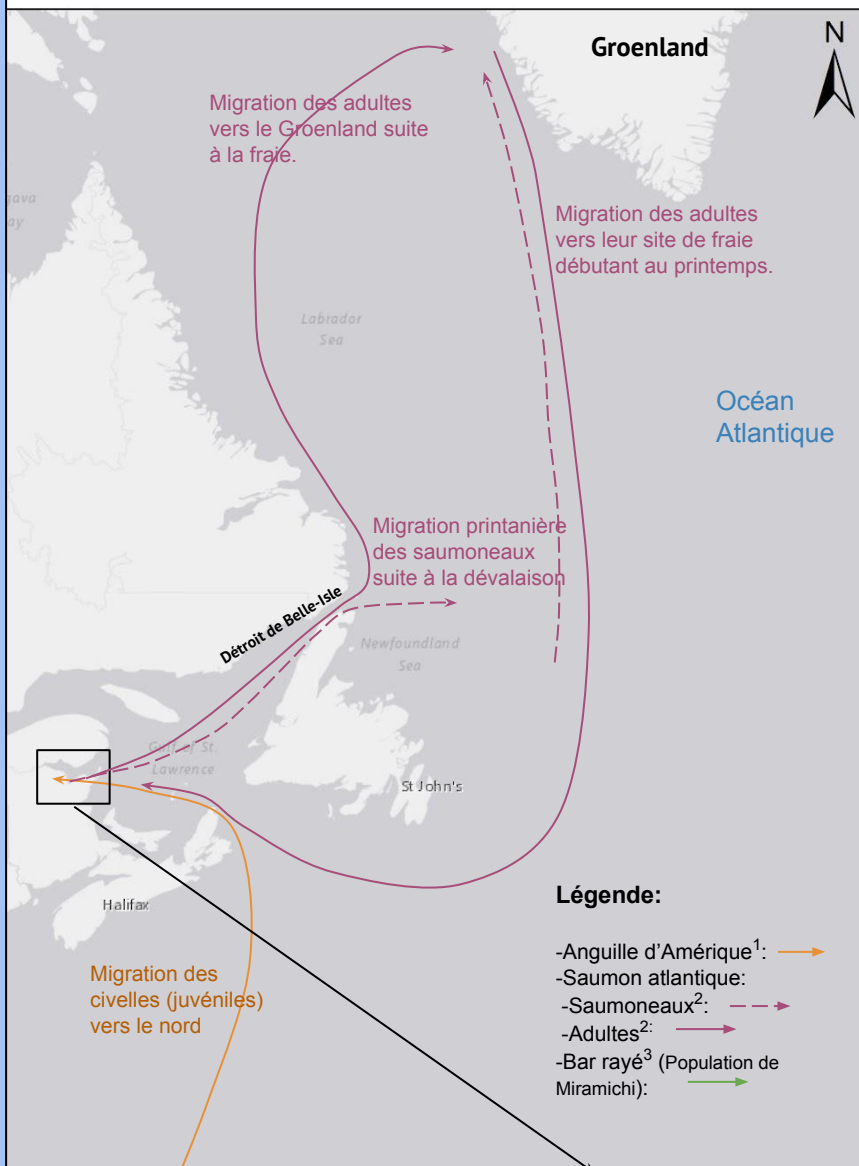 Groenland
N
Migration des adultes
vers le Groenland suite
à la fraie.
gava
ay
Migration des adultes
vers leur site de fraie
débutant au printemps.
Labrador
Sea
Océan
Atlantique
Migration printanière
des saumoneaux
suite à la dévalaison
Détroit de Belle-Isle
Newfoundland
Sea
Gulf of St.
Lawrence
St John's
Halifax
Migration des
civelles (juvéniles)
vers le nord
Légende:
-Anguille d'Amérique¹:
-Saumon atlantique:
-Saumoneaux²:
-Adultes²:
-Bar rayé³ (Population de
Miramichi):